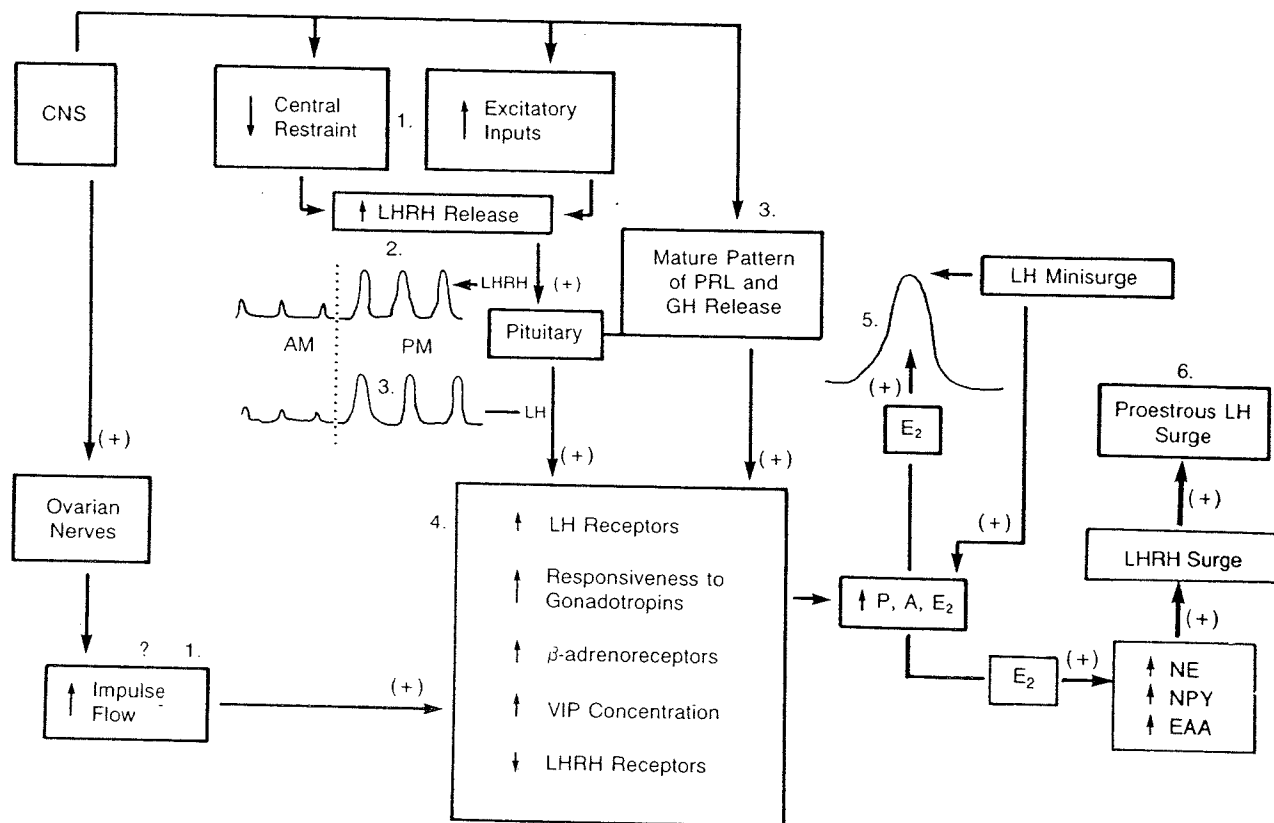 CNS
↓ Central
Restraint
1.
↑ Excitatory
Inputs
↑ LHRH Release
2.
LHRH
(+)
AM
PM
Pituitary
3.
LH
3.
Mature Pattern
of PRL and
GH Release
(+)
Ovarian
Nerves
? 1.
↑ Impulse
Flow
(+)
(+)
(+)
4.
↑ LH Receptors
↑ Responsiveness to
Gonadotropins
↑ β-adrenoreceptors
↑ VIP Concentration
↓ LHRH Receptors
LH Minisurge
5.
(+)
E₂
(+)
↑ P, A, E₂
E₂
(+)
↑ NE
↑ NPY
↑ EAA
(+)
LHRH Surge
(+)
6.
Proestrous LH
Surge